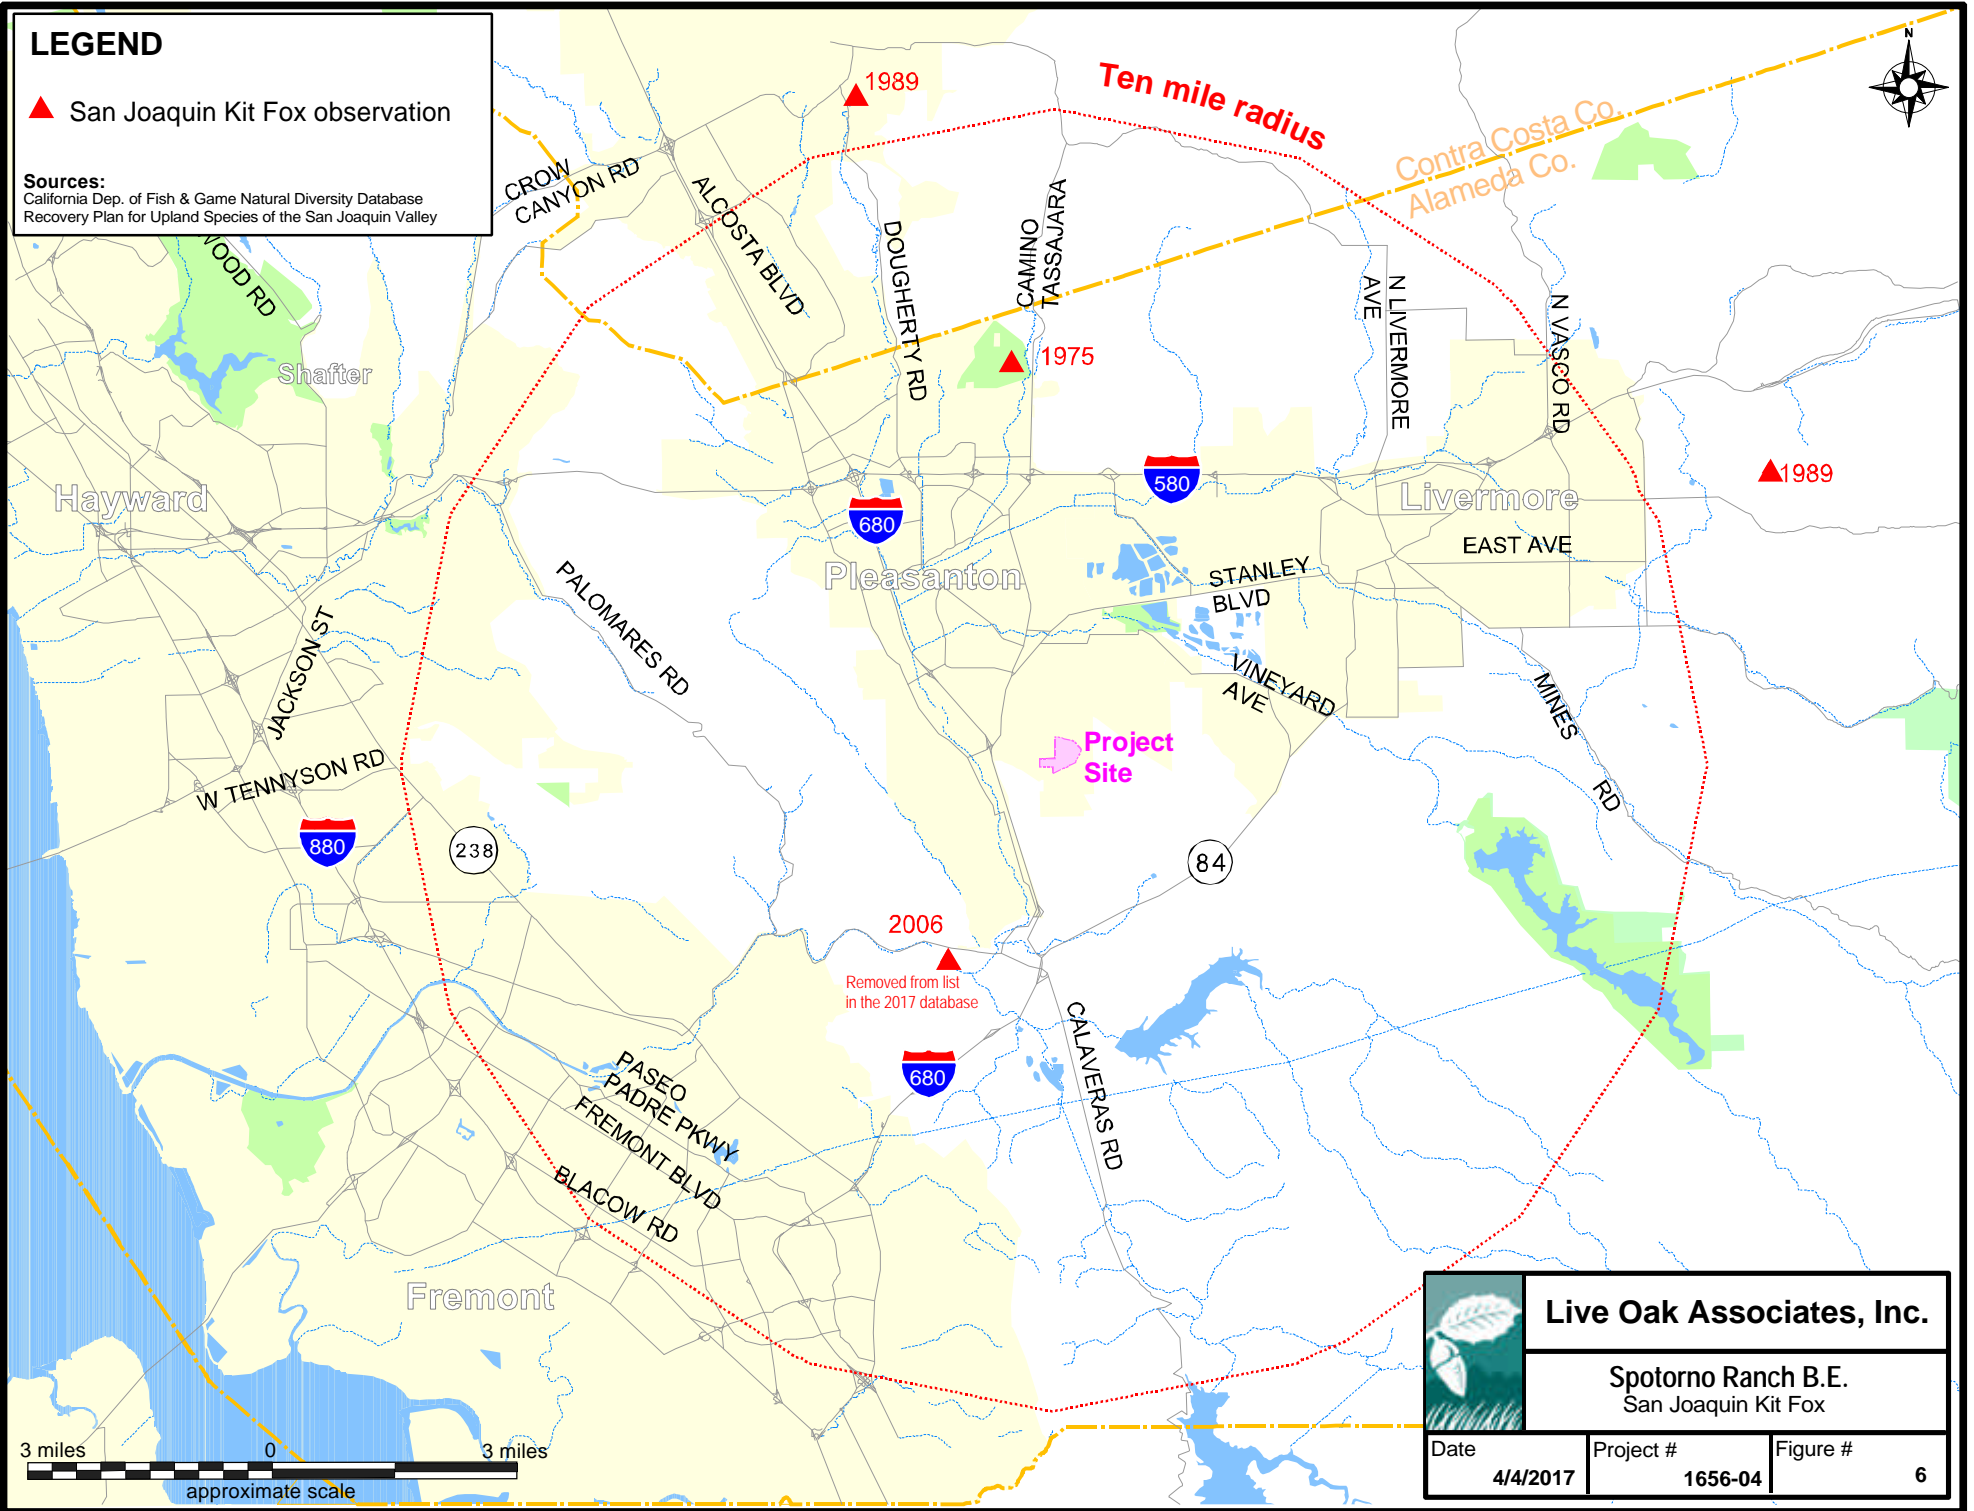 LEGEND
San Joaquin Kit Fox observation
Sources:
California Dep. of Fish & Game Natural Diversity Database
Recovery Plan for Upland Species of the San Joaquin Valley
N
1989
Ten mile radius
Contra Costa Co.
Alameda Co.
CROW
CANYON RD
ALCOSTA BLVD
DOUGHERTY RD
CAMINO
TASSAJARA
N LIVERMORE
AVE
N VASCO RD
WOOD RD
Shafter
1975
1989
Hayward
680
580
Livermore
EAST AVE
Pleasanton
STANLEY
BLVD
PALOMARES RD
JACKSON ST
VINEYARD
AVE
MINES
RD
Project
Site
W TENNYSON RD
880
238
84
2006
Removed from list
in the 2017 database
CALAVERAS RD
680
PASEO
PADRE PKWY
FREMONT BLVD
BLACOW RD
Fremont
3 miles
0
3 miles
approximate scale
Live Oak Associates, Inc.
Spotorno Ranch B.E.
San Joaquin Kit Fox
Date
4/4/2017
Project #
1656-04
Figure #
6